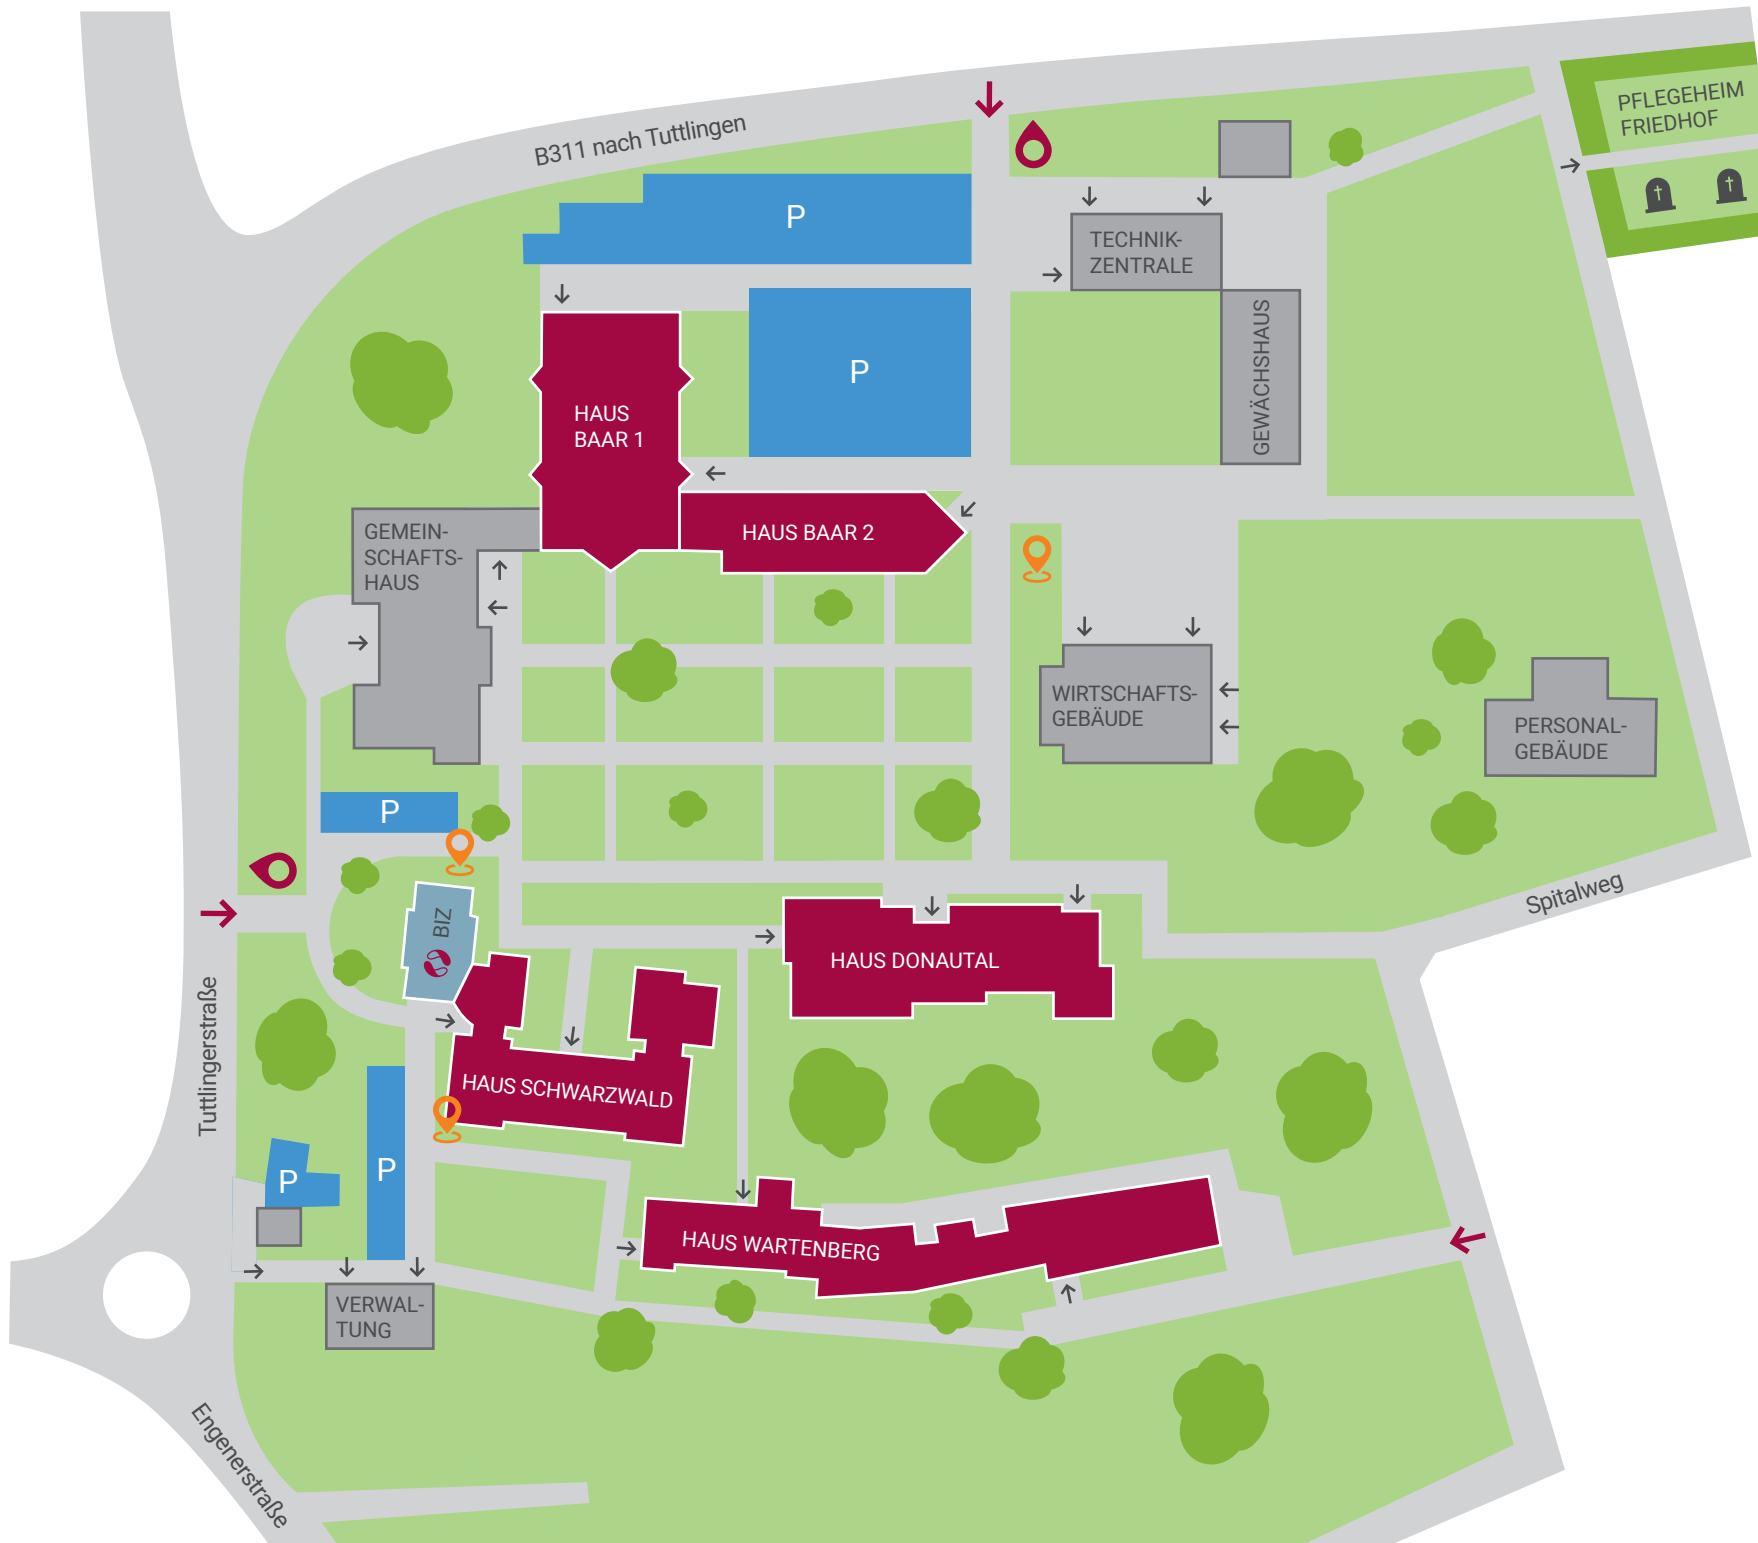 B311 nach Tuttlingen
PFLEGEHEIM
FRIEDHOF
P
TECHNIK-
ZENTRALE
P
GEWÄCHSHAUS
HAUS
BAAR 1
HAUS BAAR 2
GEMEIN-
SCHAFTS-
HAUS
WIRTSCHAFTS-
GEBÄUDE
PERSONAL-
GEBÄUDE
P
Spitalweg
BIZ
HAUS DONAUTAL
Tuttlingerstraße
HAUS SCHWARZWALD
P
P
HAUS WARTENBERG
VERWAL-
TUNG
Engenerstraße